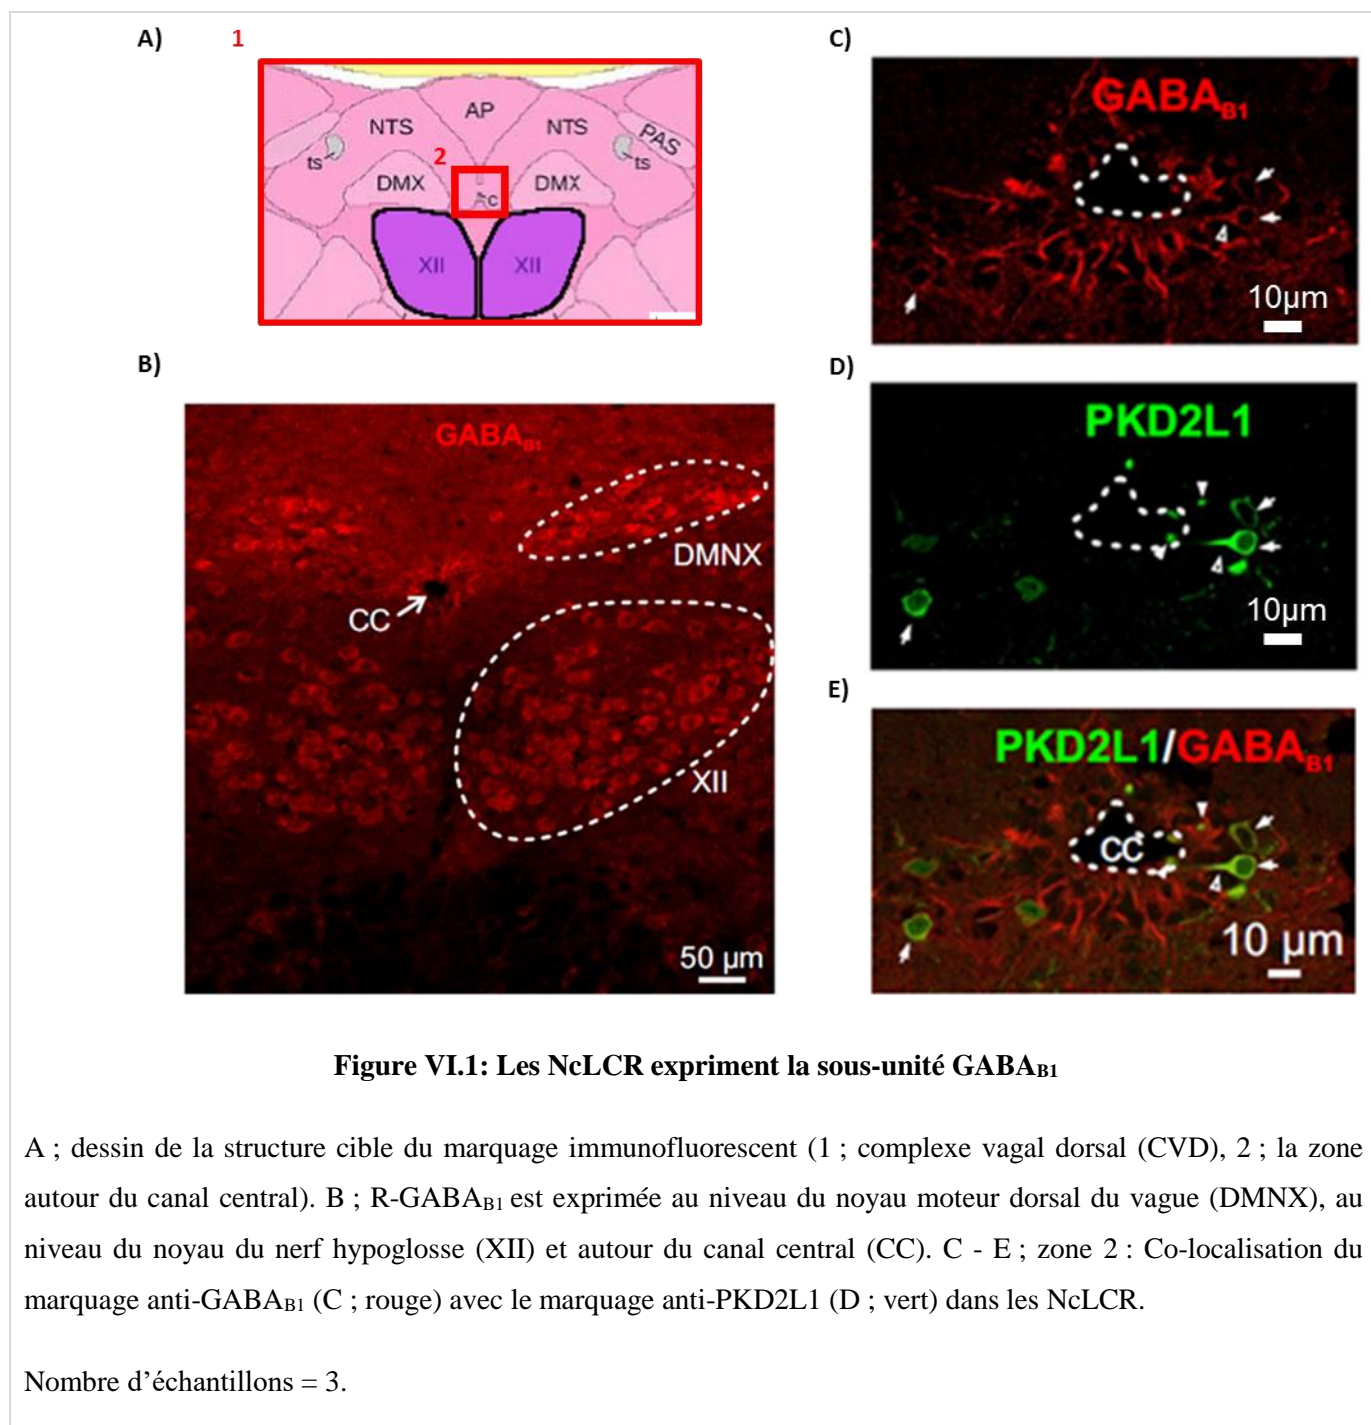 A) 1
AP
NTS NTS
PAS
ts ts
2
DMX DMX
c
XII XII
B)
GABAB1
DMNX
CC
XII
50 µm
C)
GABAB1
10µm
D)
PKD2L1
10µm
E)
PKD2L1/GABAB1
CC
10 µm
Figure VI.1: Les NcLCR expriment la sous-unité GABAB1
A ; dessin de la structure cible du marquage immunofluorescent (1 ; complexe vagal dorsal (CVD), 2 ; la zone
autour du canal central). B ; R-GABAB1 est exprimée au niveau du noyau moteur dorsal du vague (DMNX), au
niveau du noyau du nerf hypoglosse (XII) et autour du canal central (CC). C - E ; zone 2 : Co-localisation du
marquage anti-GABAB1 (C ; rouge) avec le marquage anti-PKD2L1 (D ; vert) dans les NcLCR.
Nombre d’échantillons = 3.